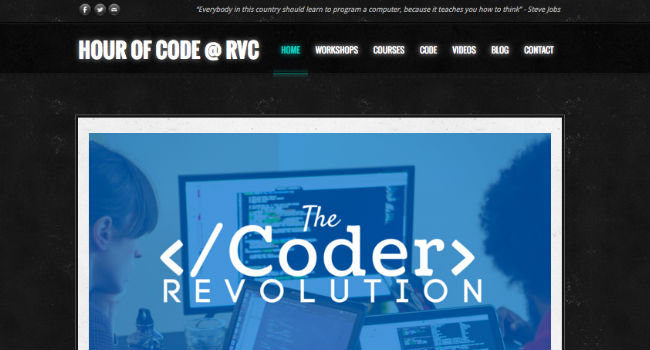 "Everybody in this country should learn to program a computer, because it teaches you how to think" - Steve Jobs
HOUR OF CODE @ RVC
HOME WORKSHOPS COURSES CODE VIDEOS BLOG CONTACT
The
</Coder>
REVOLUTION